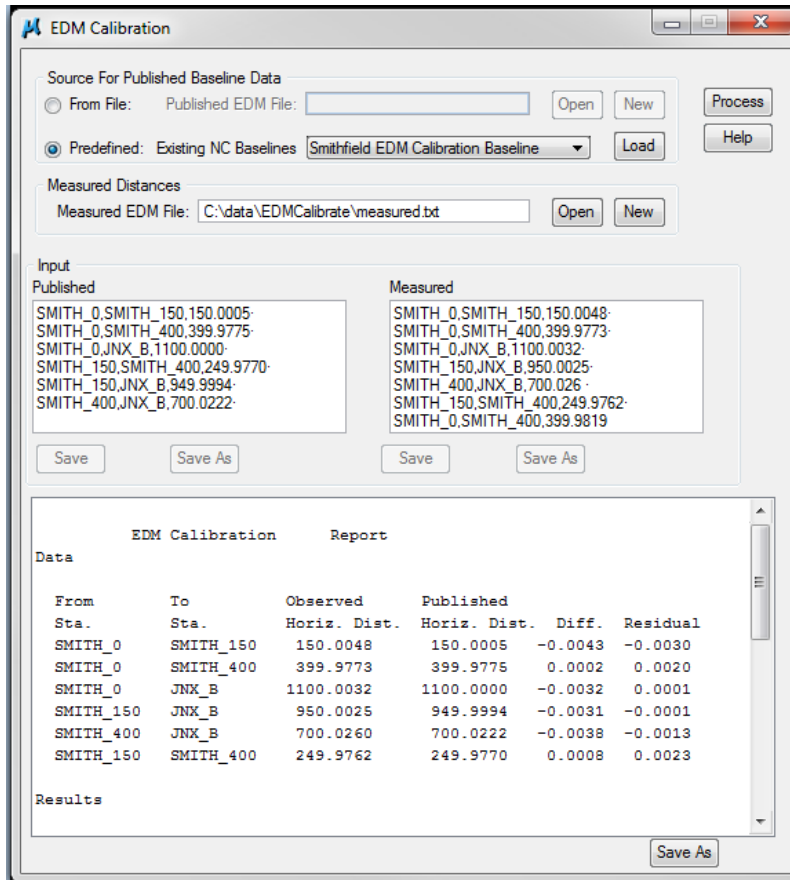 EDM Calibration
Source For Published Baseline Data
From File: Published EDM File: Open New
Process
Predefined: Existing NC Baselines Smithfield EDM Calibration Baseline Load
Help
Measured Distances
Measured EDM File: C:\data\EDMCalibrate\measured.txt Open New
Input
Published
SMITH_0,SMITH_150,150.0005·
SMITH_0,SMITH_400,399.9775·
SMITH_0,JNX_B,1100.0000·
SMITH_150,SMITH_400,249.9770·
SMITH_150,JNX_B,949.9994·
SMITH_400,JNX_B,700.0222·
Save Save As
Measured
SMITH_0,SMITH_150,150.0048·
SMITH_0,SMITH_400,399.9773·
SMITH_0,JNX_B,1100.0032·
SMITH_150,JNX_B,950.0025·
SMITH_400,JNX_B,700.026 ·
SMITH_150,SMITH_400,249.9762·
SMITH_0,SMITH_400,399.9819
Save Save As
EDM Calibration Report
Data
From To Observed Published
Sta. Sta. Horiz. Dist. Horiz. Dist. Diff. Residual
SMITH_0 SMITH_150 150.0048 150.0005 -0.0043 -0.0030
SMITH_0 SMITH_400 399.9773 399.9775 0.0002 0.0020
SMITH_0 JNX_B 1100.0032 1100.0000 -0.0032 0.0001
SMITH_150 JNX_B 950.0025 949.9994 -0.0031 -0.0001
SMITH_400 JNX_B 700.0260 700.0222 -0.0038 -0.0013
SMITH_150 SMITH_400 249.9762 249.9770 0.0008 0.0023
Results
Save As